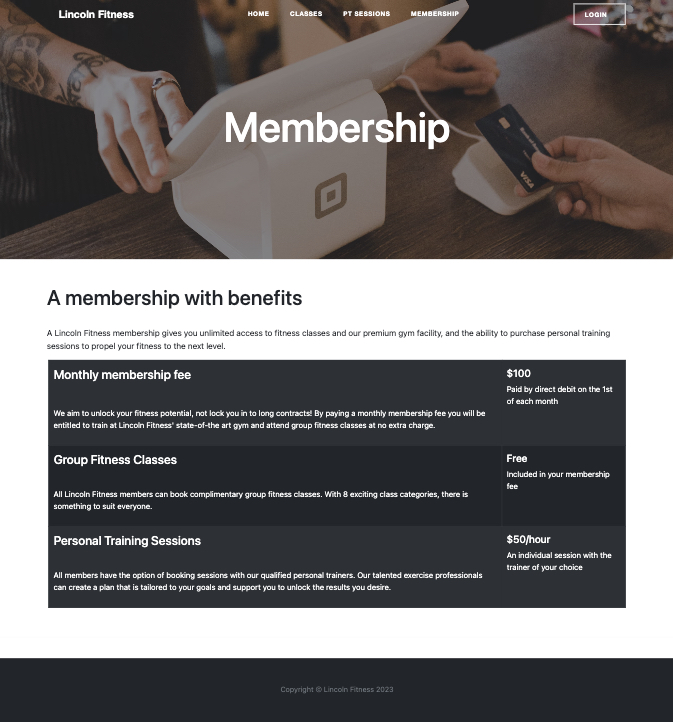 Lincoln Fitness
HOME CLASSES PT SESSIONS MEMBERSHIP
LOGIN
Membership
VISA
A membership with benefits
A Lincoln Fitness membership gives you unlimited access to fitness classes and our premium gym facility, and the ability to purchase personal training
sessions to propel your fitness to the next level.
Monthly membership fee
We aim to unlock your fitness potential, not lock you in to long contracts! By paying a monthly membership fee you will be
entitled to train at Lincoln Fitness' state-of-the art gym and attend group fitness classes at no extra charge.
$100
Paid by direct debit on the 1st
of each month
Group Fitness Classes
All Lincoln Fitness members can book complimentary group fitness classes. With 8 exciting class categories, there is
something to suit everyone.
Free
Included in your membership
fee
Personal Training Sessions
All members have the option of booking sessions with our qualified personal trainers. Our talented exercise professionals
can create a plan that is tailored to your goals and support you to unlock the results you desire.
$50/hour
An individual session with the
trainer of your choice
Copyright © Lincoln Fitness 2023